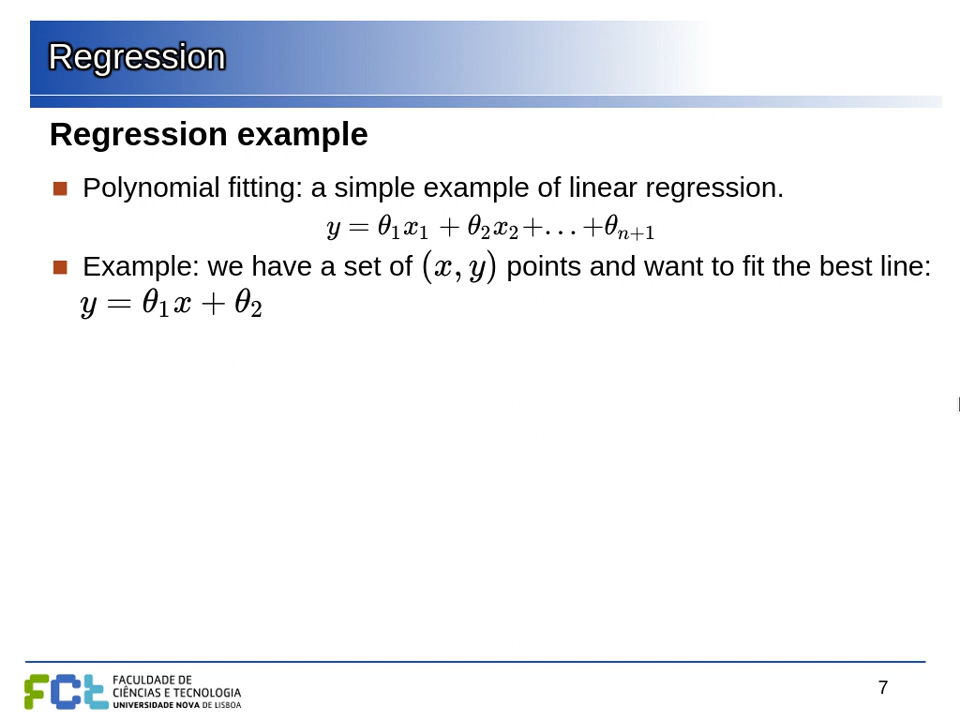 Regression
Regression example
Polynomial fitting: a simple example of linear regression.
y = θ₁x₁ + θ₂x₂+...+θₙ₊₁
Example: we have a set of (x, y) points and want to fit the best line:
y = θ₁x + θ₂
FCT
FACULDADE DE
CIÊNCIAS E TECNOLOGIA
UNIVERSIDADE NOVA DE LISBOA
7